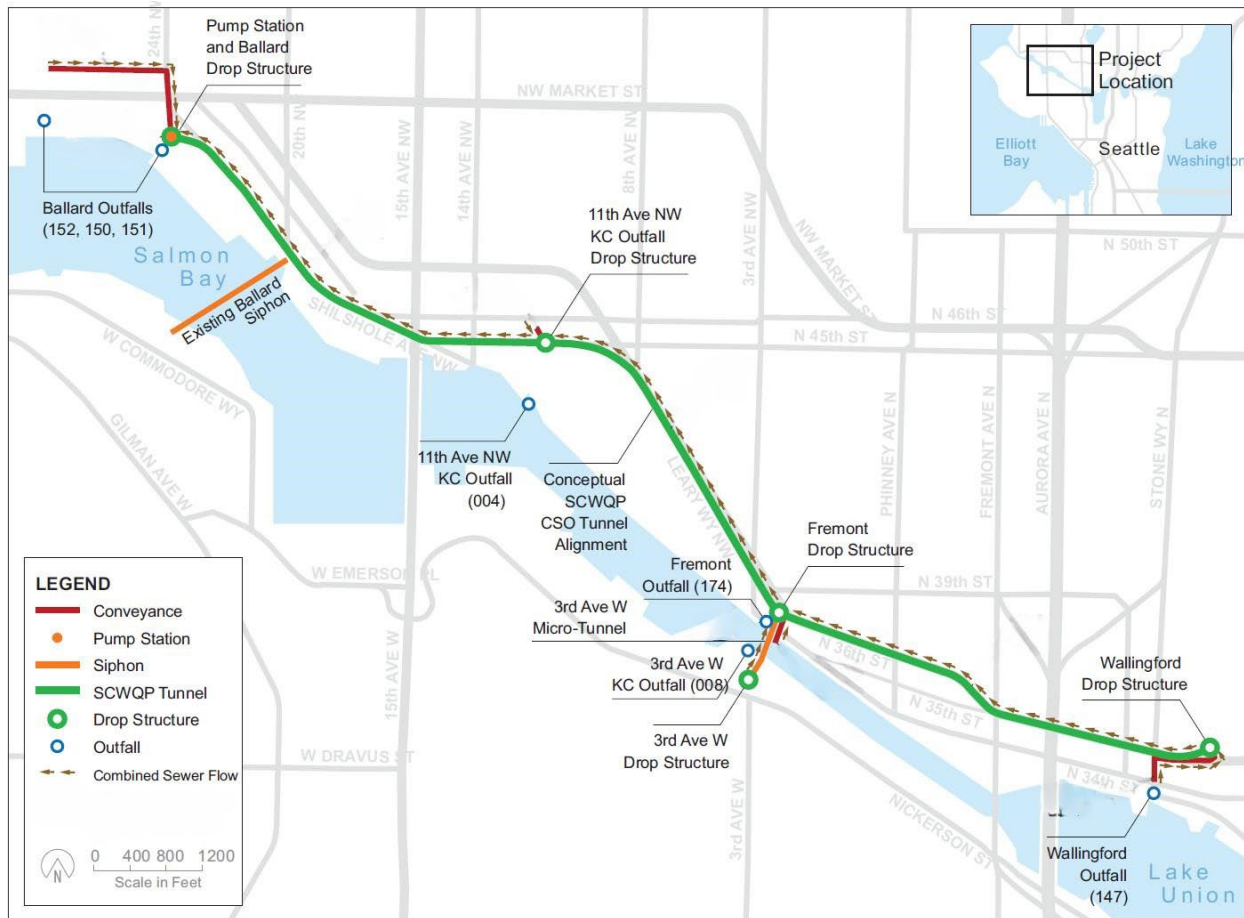 Pump Station
and Ballard
Drop Structure
24th NW
NW MARKET ST
20th NW
15th AVE NW
14th AVE NW
8th AVE NW
3rd AVE NW
NW MARKET ST
Project
Location
Elliott
Bay
Seattle
Lake
Washington
Ballard Outfalls
(152, 150, 151)
Salmon
Bay
Existing Ballard
Siphon
SHILSHOLE AVE NW
11th Ave NW
KC Outfall
Drop Structure
N 50th ST
N 46th ST
N 45th ST
W COMMODORE WY
GILMAN AVE W
11th Ave NW
KC Outfall
(004)
Conceptual
SCWQP
CSO Tunnel
Alignment
LEARY WY NW
PHINNEY AVE N
FREMONT AVE N
AURORA AVE N
STONE WY N
Fremont
Drop Structure
Fremont
Outfall (174)
3rd Ave W
Micro-Tunnel
3rd Ave W
KC Outfall (008)
3rd Ave W
Drop Structure
W EMERSON PL
15th AVE W
W DRAVUS ST
N 39th ST
N 36th ST
N 35th ST
N 34th ST
Wallingford
Drop Structure
3rd AVE W
NICKERSON ST
Wallingford
Outfall
(147)
Lake
Union
LEGEND
Conveyance
Pump Station
Siphon
SCWQP Tunnel
Drop Structure
Outfall
Combined Sewer Flow
N
0 400 800 1200
Scale in Feet